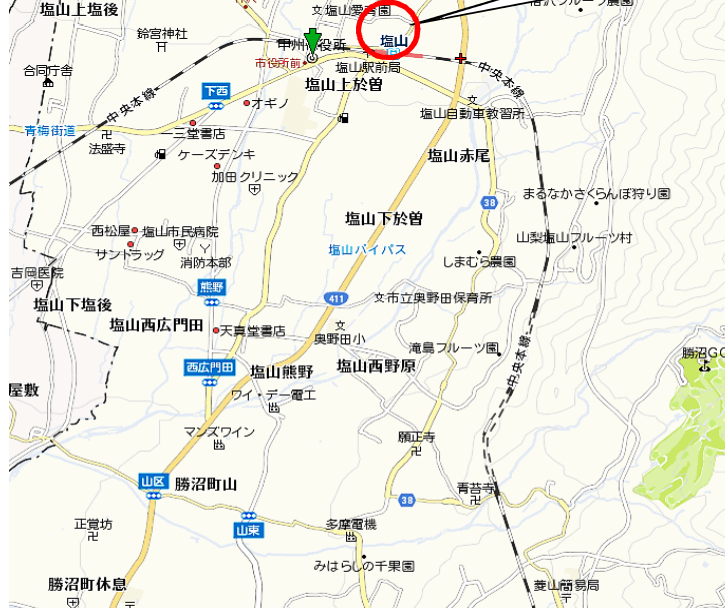 塩山上塩後
文塩山愛育園
鈴宮神社
甲州市役所
塩山
市役所前
塩山駅前局
合同庁舎
塩山上於曽
中央本線
中央本線
下西
オギノ
文
塩山自動車教習所
青梅街道
三堂書店
法盛寺
ケーズデンキ
塩山赤尾
加田クリニック
まるなかさくらんぼ狩り園
38
塩山下於曽
西松屋
塩山市民病院
山梨塩山フルーツ村
サントラッグ
消防本部
塩山バイパス
しまむら農園
吉岡医院
熊野
411
文市立奥野田保育所
塩山下塩後
塩山西広門田
天真堂書店
文
奥野田小
滝島フルーツ園
勝沼GC
西広門田
塩山熊野
塩山西野原
中央本線
屋敷
ワイ・デー電工
マンズワイン
願正寺
山区
勝沼町山
青苔寺
38
正覚坊
山東
多摩電機
みはらしの千果園
勝沼町休息
菱山簡易局